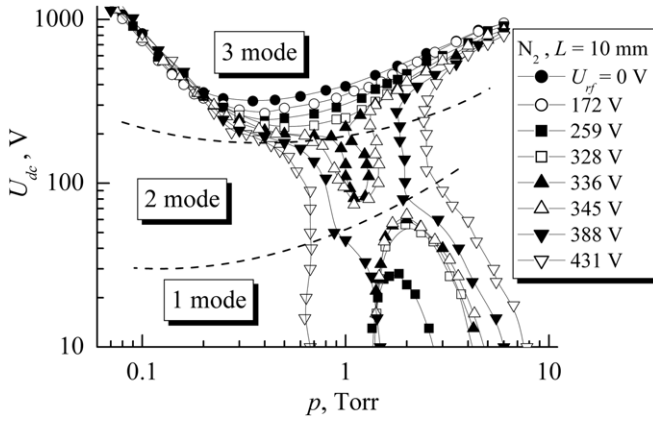 1000
100
10
U_dc, V
3 mode
2 mode
1 mode
0.1
1
10
p, Torr
N₂ , L = 10 mm
U_rf = 0 V
172 V
259 V
328 V
336 V
345 V
388 V
431 V